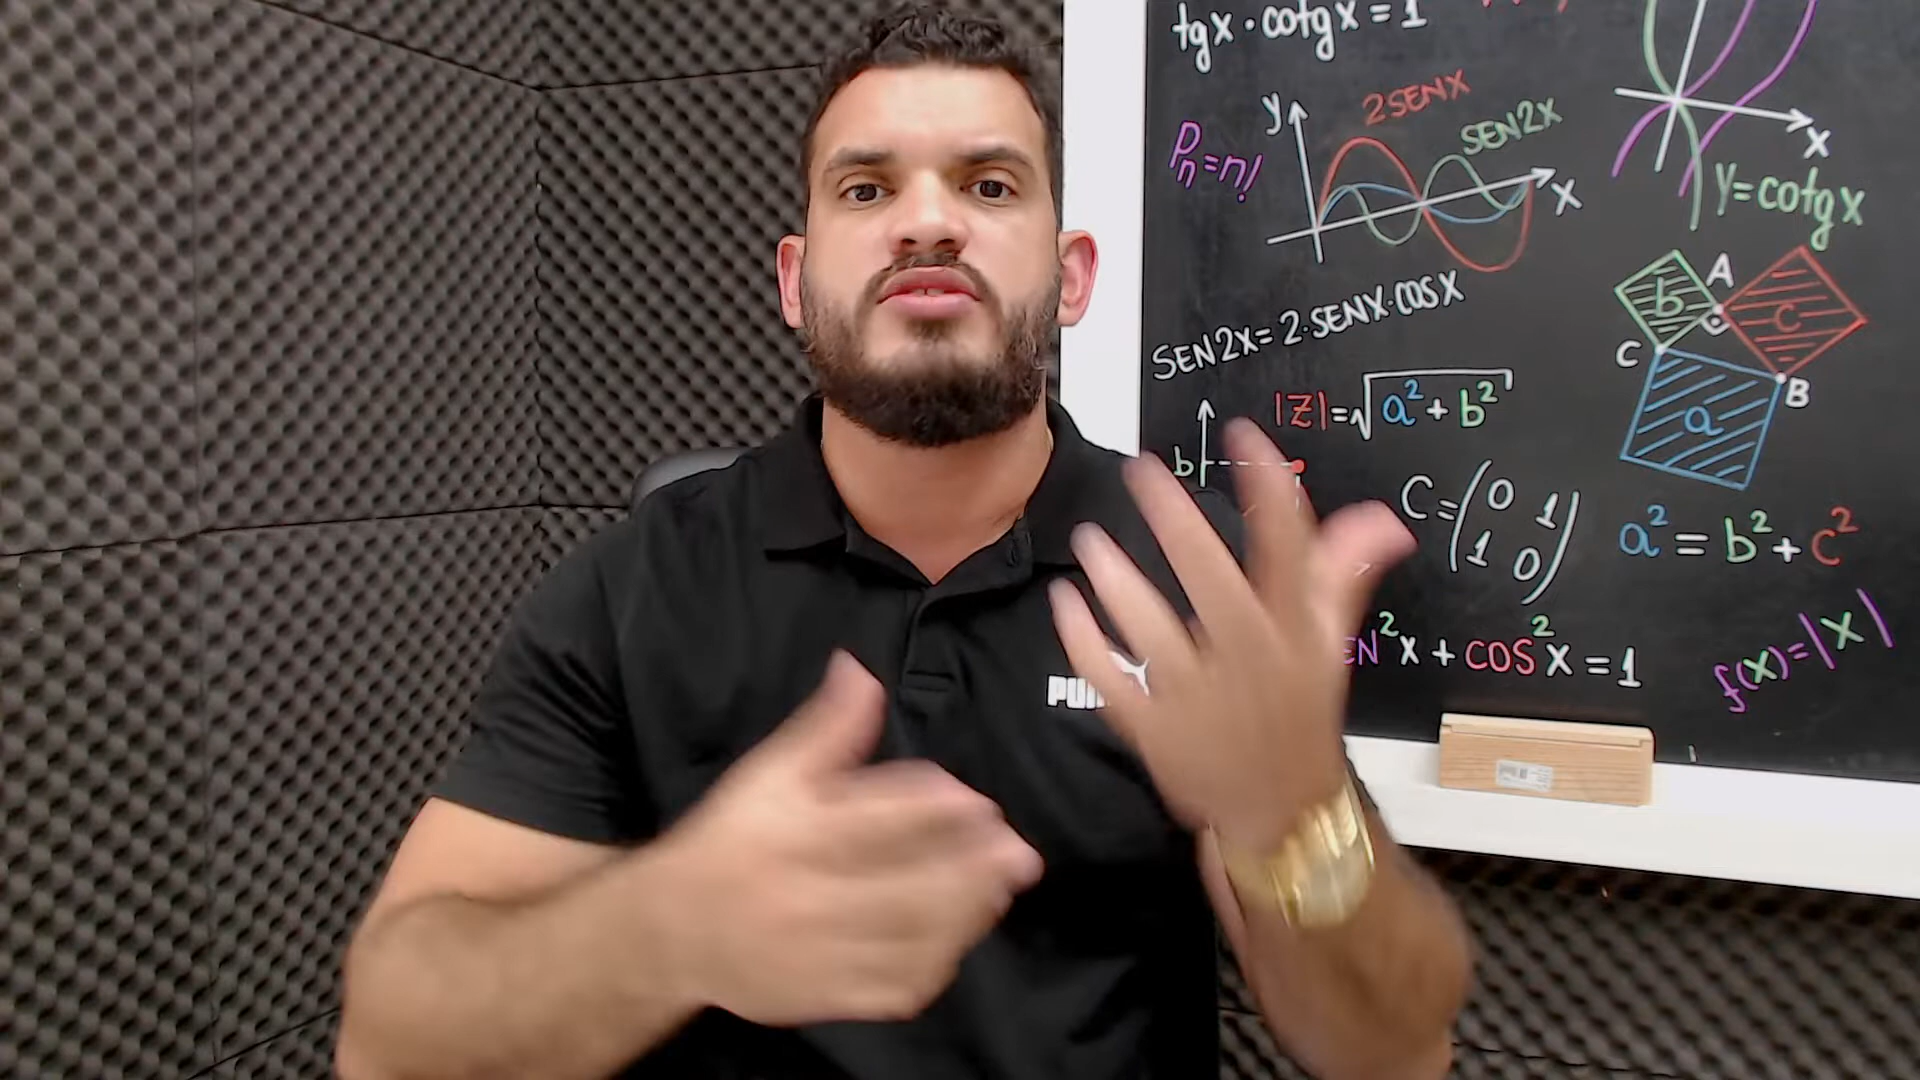 tgx·cotgx=1
y
2SENX
SEN2X
X
Pn=n!
X
Y=cotgx
SEN2X=2·SENX·COSX
b
A
c
C
B
a
|Z|=√a²+b²
b
C=(0 1
1 0)
a²=b²+c²
EN²x+COS²x=1
f(x)=|x|
PU